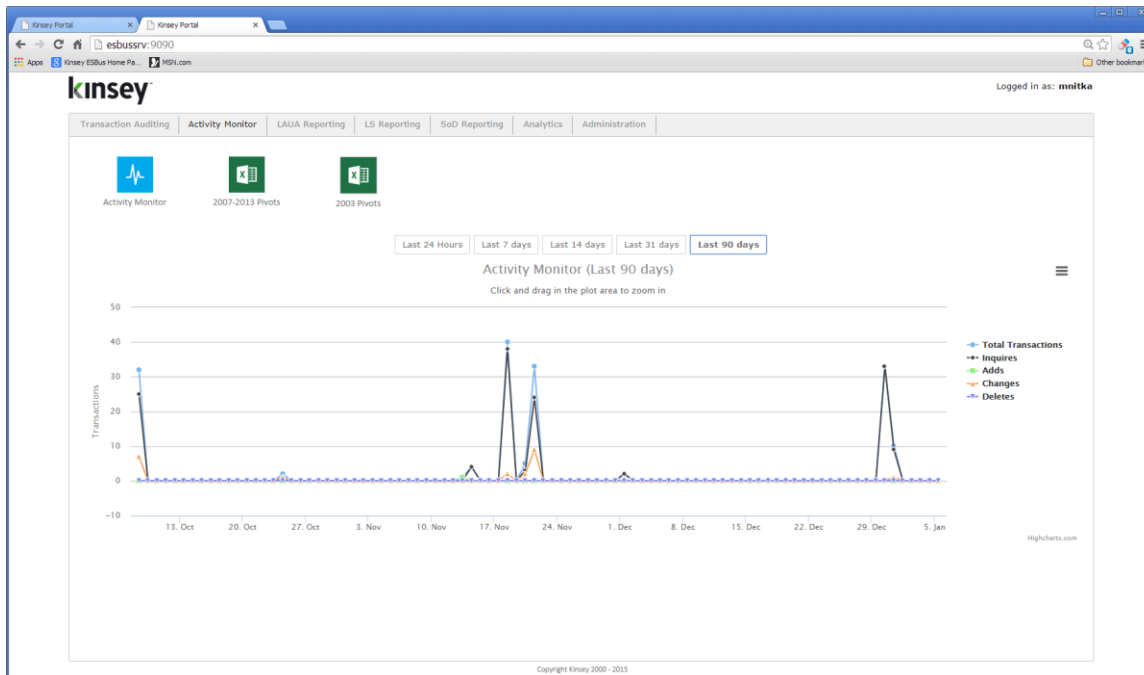 Kinsey Portal
Kinsey Portal
esbussrv:9090
Apps Kinsey ESBus Home Pa... MSN.com Other bookmar
kinsey
Logged in as: mnitka
Transaction Auditing Activity Monitor LAUA Reporting LS Reporting SoD Reporting Analytics Administration
Activity Monitor 2007-2013 Pivots 2003 Pivots
Last 24 Hours Last 7 days Last 14 days Last 31 days Last 90 days
Activity Monitor (Last 90 days)
Click and drag in the plot area to zoom in
50
40
30
20
10
0
-10
Transactions
Total Transactions
Inquires
Adds
Changes
Deletes
13. Oct 20. Oct 27. Oct 3. Nov 10. Nov 17. Nov 24. Nov 1. Dec 8. Dec 15. Dec 22. Dec 29. Dec 5. Jan
Highcharts.com
Copyright Kinsey 2000 - 2015